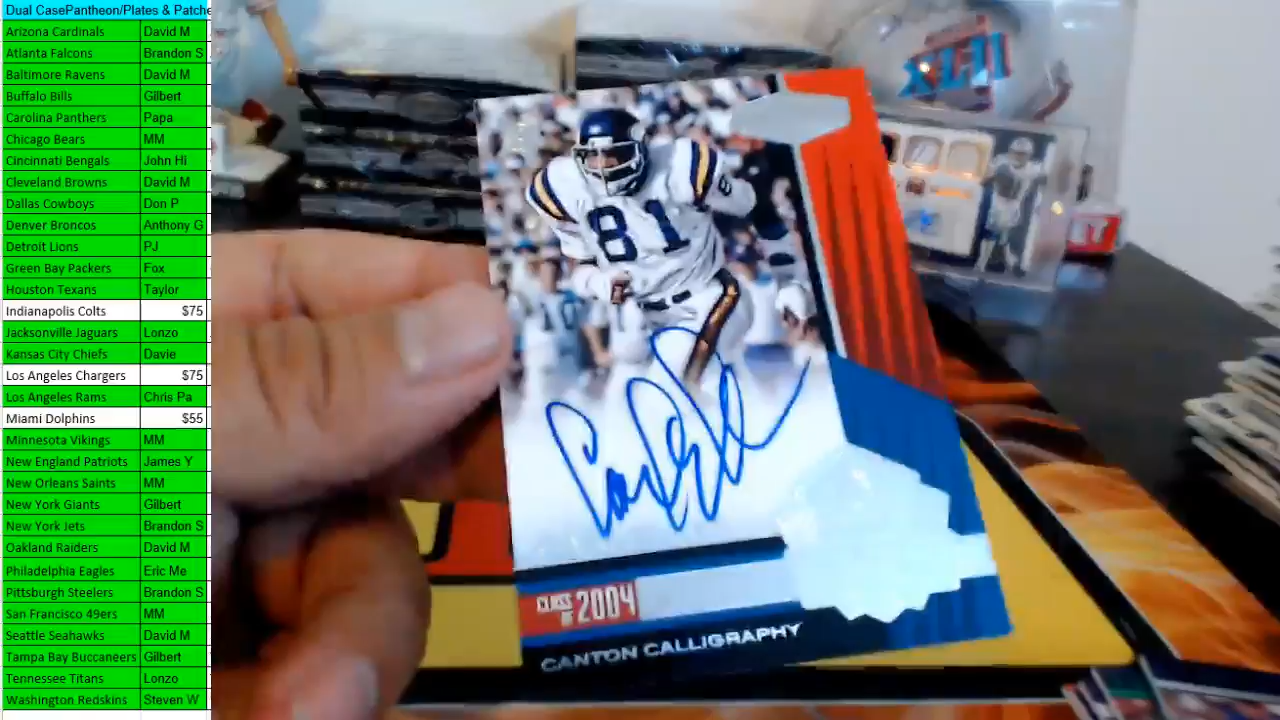 Dual CasePantheon/Plates & Patche
Arizona Cardinals David M
Atlanta Falcons Brandon S
Baltimore Ravens David M
Buffalo Bills Gilbert
Carolina Panthers Papa
Chicago Bears MM
Cincinnati Bengals John Hi
Cleveland Browns David M
Dallas Cowboys Don P
Denver Broncos Anthony G
Detroit Lions PJ
Green Bay Packers Fox
Houston Texans Taylor
Indianapolis Colts $75
Jacksonville Jaguars Lonzo
Kansas City Chiefs Davie
Los Angeles Chargers $75
Los Angeles Rams Chris Pa
Miami Dolphins $55
Minnesota Vikings MM
New England Patriots James Y
New Orleans Saints MM
New York Giants Gilbert
New York Jets Brandon S
Oakland Raiders David M
Philadelphia Eagles Eric Me
Pittsburgh Steelers Brandon S
San Francisco 49ers MM
Seattle Seahawks David M
Tampa Bay Buccaneers Gilbert
Tennessee Titans Lonzo
Washington Redskins Steven W
XLII
81
CLASS OF 2004
CANTON CALLIGRAPHY